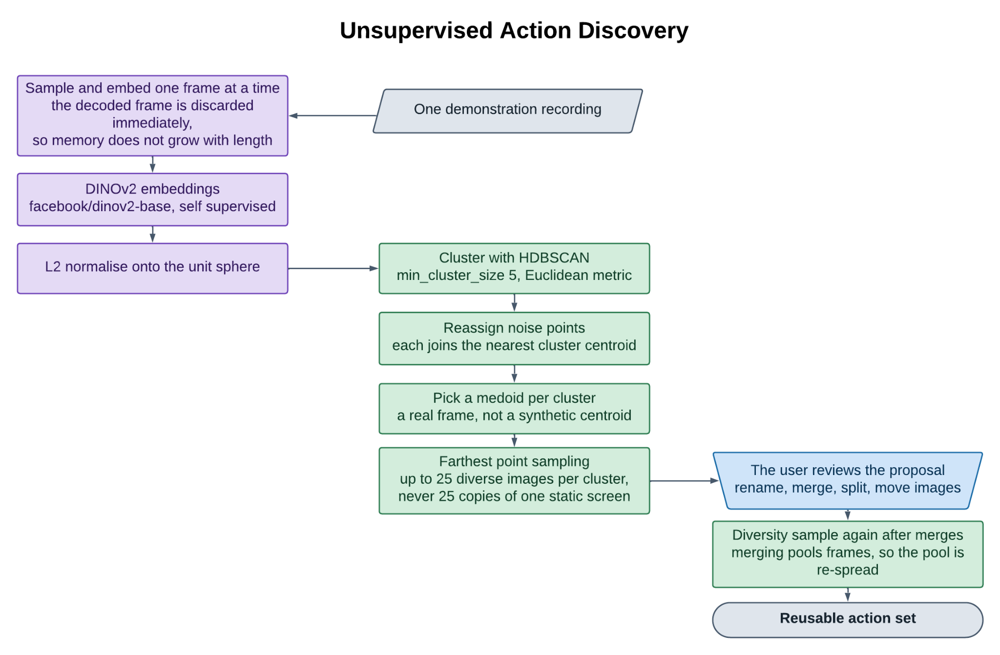 Unsupervised Action Discovery
One demonstration recording
Sample and embed one frame at a time
the decoded frame is discarded
immediately,
so memory does not grow with length
DINOv2 embeddings
facebook/dinov2-base, self supervised
L2 normalise onto the unit sphere
Cluster with HDBSCAN
min_cluster_size 5, Euclidean metric
Reassign noise points
each joins the nearest cluster centroid
Pick a medoid per cluster
a real frame, not a synthetic centroid
Farthest point sampling
up to 25 diverse images per cluster,
never 25 copies of one static screen
The user reviews the proposal
rename, merge, split, move images
Diversity sample again after merges
merging pools frames, so the pool is
re-spread
Reusable action set